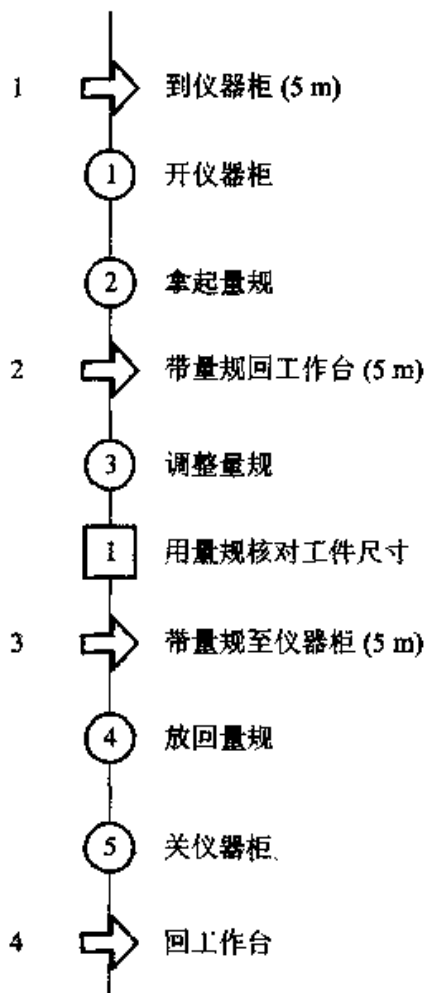 1 到仪器柜 (5 m)
1 开仪器柜
2 拿起量规
2 带量规回工作台 (5 m)
3 调整量规
1 用量规核对工件尺寸
3 带量规至仪器柜 (5 m)
4 放回量规
5 关仪器柜
4 回工作台